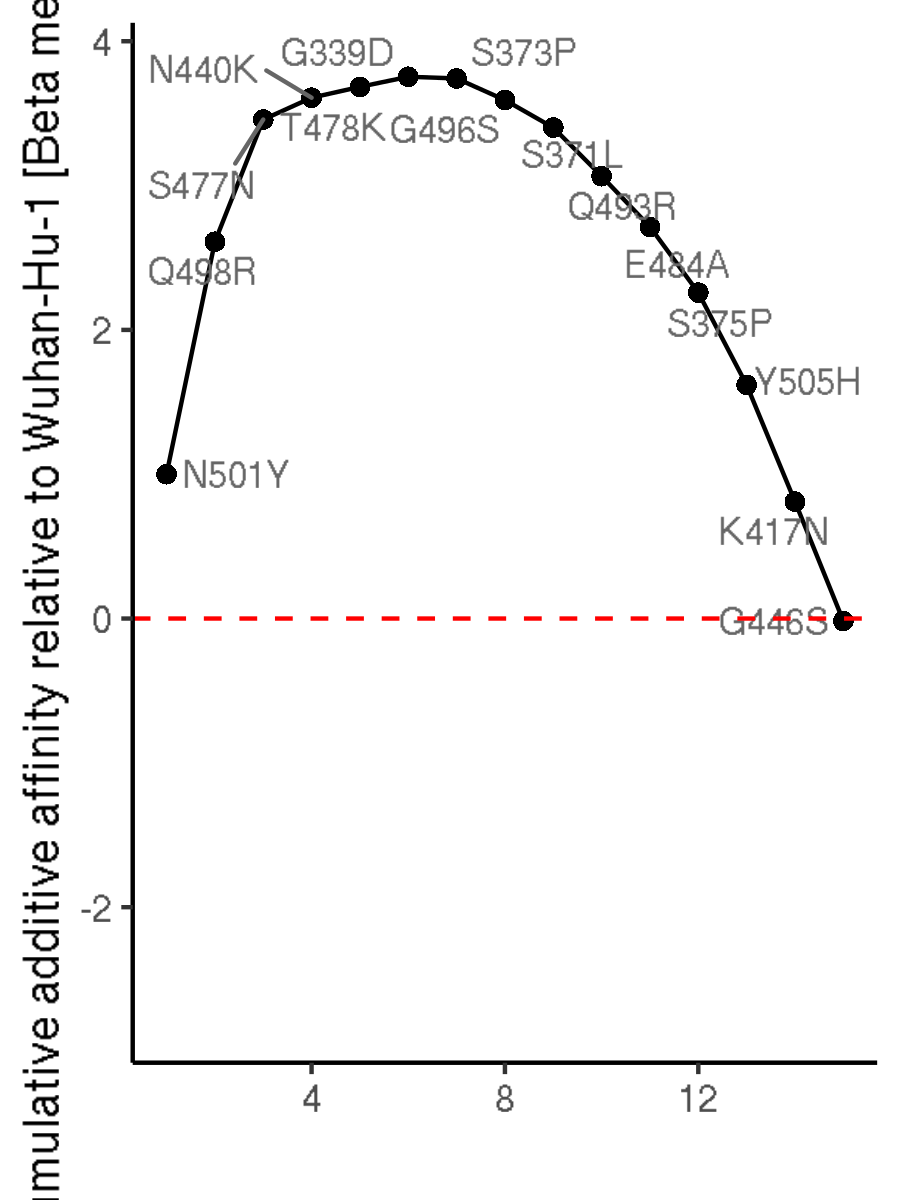 umulative additive affinity relative to Wuhan-Hu-1 [Beta me
4
2
0
-2
N440K
G339D
S373P
T478K
G496S
S371L
S477N
Q493R
Q498R
E484A
S375P
Y505H
N501Y
K417N
G446S
4
8
12